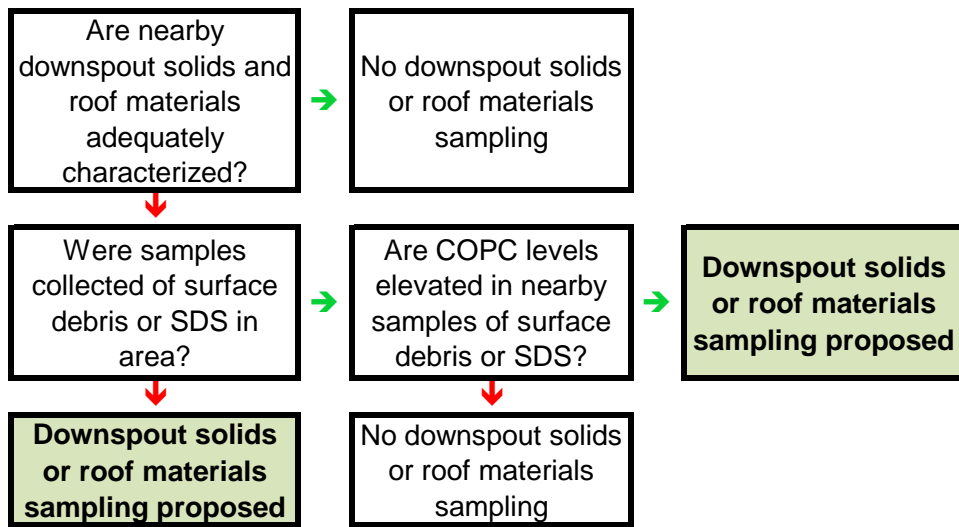 Are nearby
downspout solids and
roof materials
adequately
characterized?
No downspout solids
or roof materials
sampling
Were samples
collected of surface
debris or SDS in
area?
Are COPC levels
elevated in nearby
samples of surface
debris or SDS?
Downspout solids
or roof materials
sampling proposed
Downspout solids
or roof materials
sampling proposed
No downspout solids
or roof materials
sampling